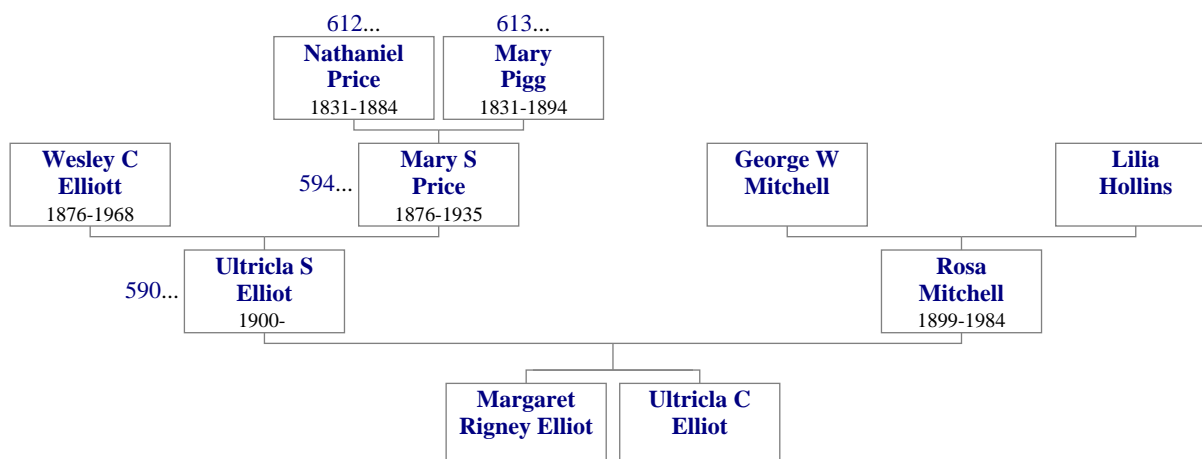 612...
613...
Nathaniel
Price
1831-1884
Mary
Pigg
1831-1894
Wesley C
Elliott
1876-1968
594...
Mary S
Price
1876-1935
George W
Mitchell
Lilia
Hollins
590...
Ultricla S
Elliot
1900-
Rosa
Mitchell
1899-1984
Margaret
Rigney Elliot
Ultricla C
Elliot